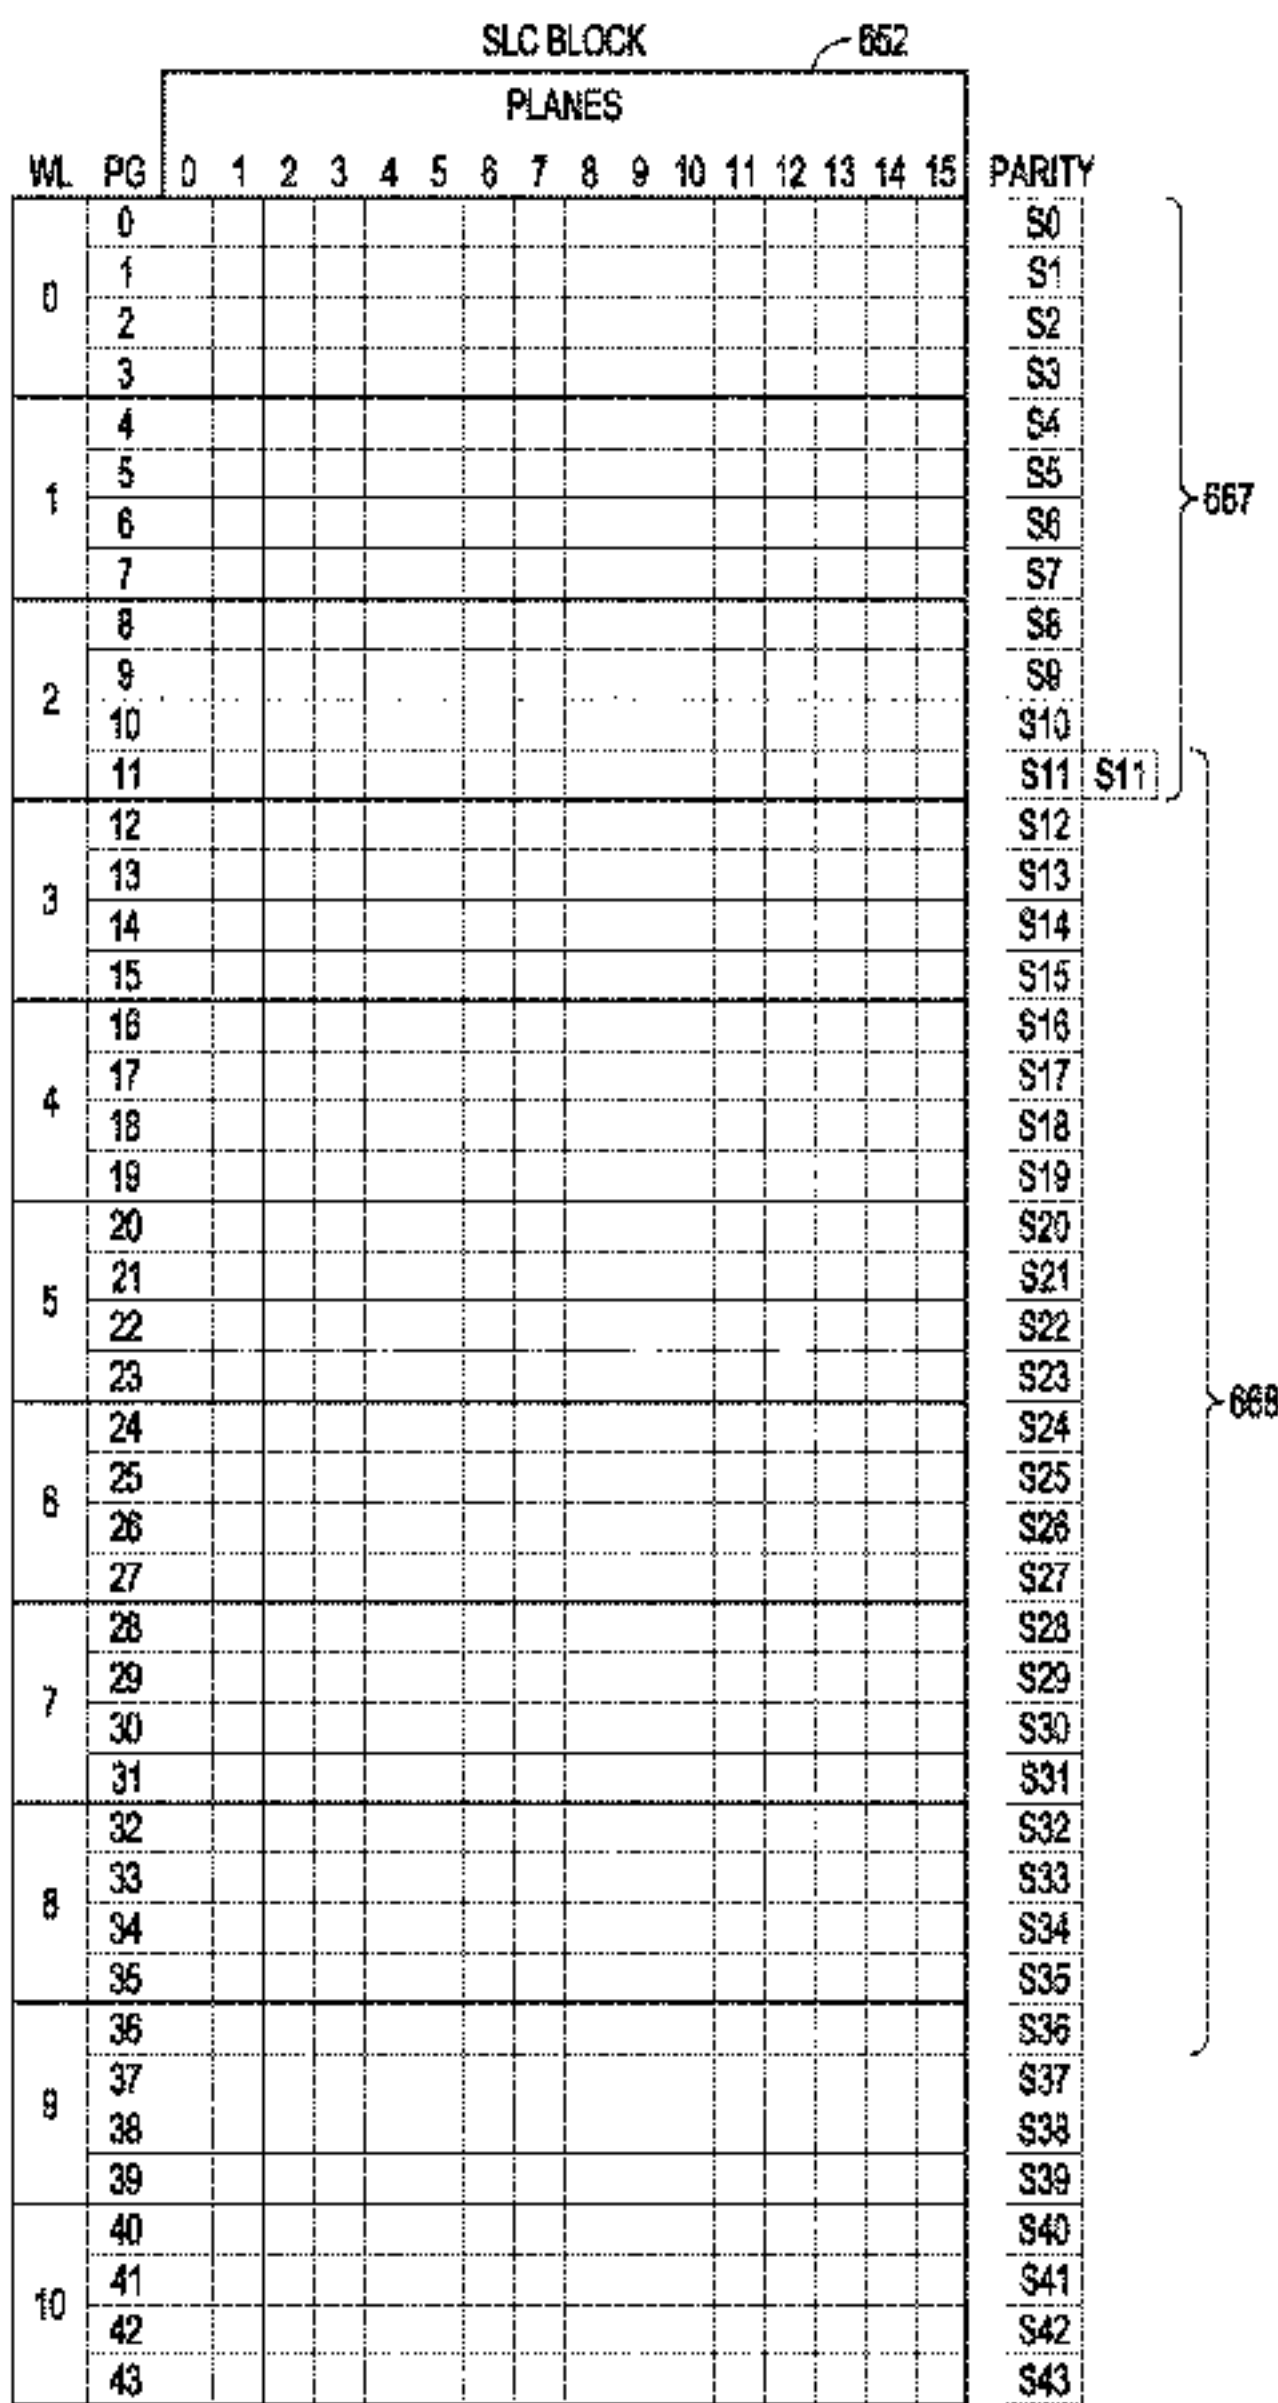 SLC BLOCK 652
PLANES
WL PG 0 1 2 3 4 5 6 7 8 9 10 11 12 13 14 15 PARITY
0 S0
1 S1
0
2 S2
3 S3
4 S4
5 S5
1 667
6 S6
7 S7
8 S8
9 S9
2
10 S10
11 S11 S11
12 S12
13 S13
3
14 S14
15 S15
16 S16
17 S17
4
18 S18
19 S19
20 S20
21 S21
5
22 S22
23 S23
668
24 S24
25 S25
6
26 S26
27 S27
28 S28
29 S29
7
30 S30
31 S31
32 S32
33 S33
8
34 S34
35 S35
36 S36
37 S37
9
38 S38
39 S39
40 S40
41 S41
10
42 S42
43 S43